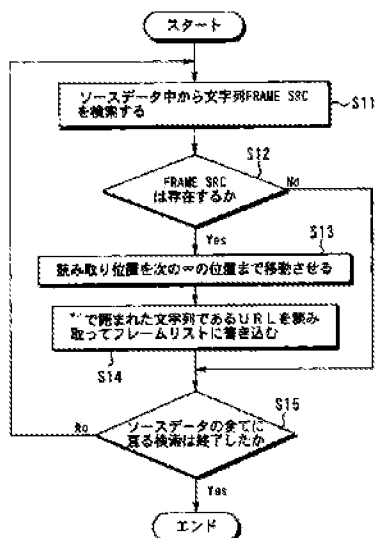 スタート
ソースデータ中から文字列FRAME SRC
を検索する
S11
S12
FRAME SRC
は存在するか
No
Yes
S13
読み取り位置を次の"の位置まで移動させる
""で囲まれた文字列であるURLを読み
取ってフレームリストに書き込む
S14
S15
ソースデータの全てに
亘る検索は終了したか
No
Yes
エンド